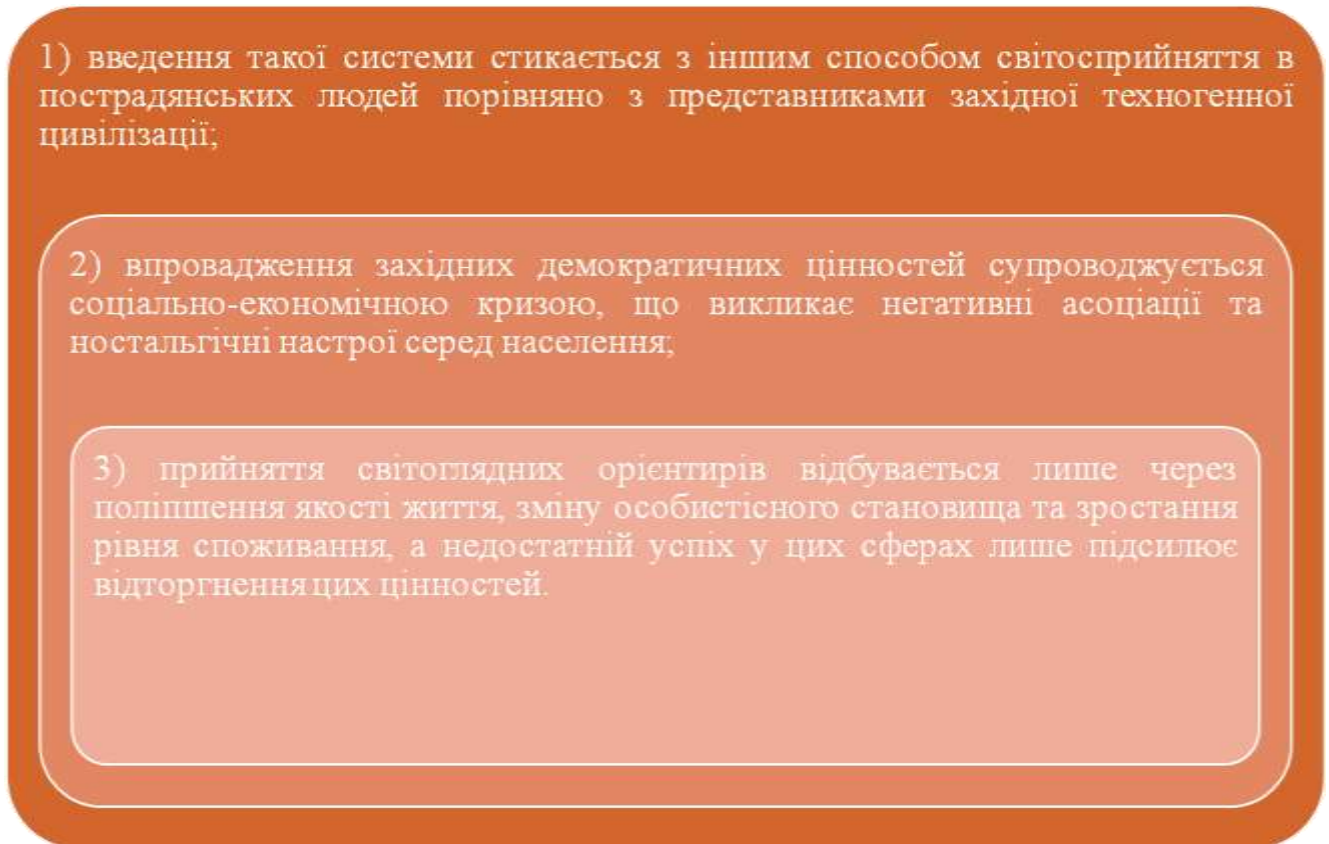 1) введення такої системи стикається з іншим способом світосприйняття в
пострадянських людей порівняно з представниками західної техногенної
цивілізації;
2) впровадження західних демократичних цінностей супроводжується
соціально-економічною кризою, що викликає негативні асоціації та
ностальгічні настрої серед населення;
3) прийняття світоглядних орієнтирів відбувається лише через
поліпшення якості життя, зміну особистісного становища та зростання
рівня споживання, а недостатній успіх у цих сферах лише підсилює
відторгнення цих цінностей.